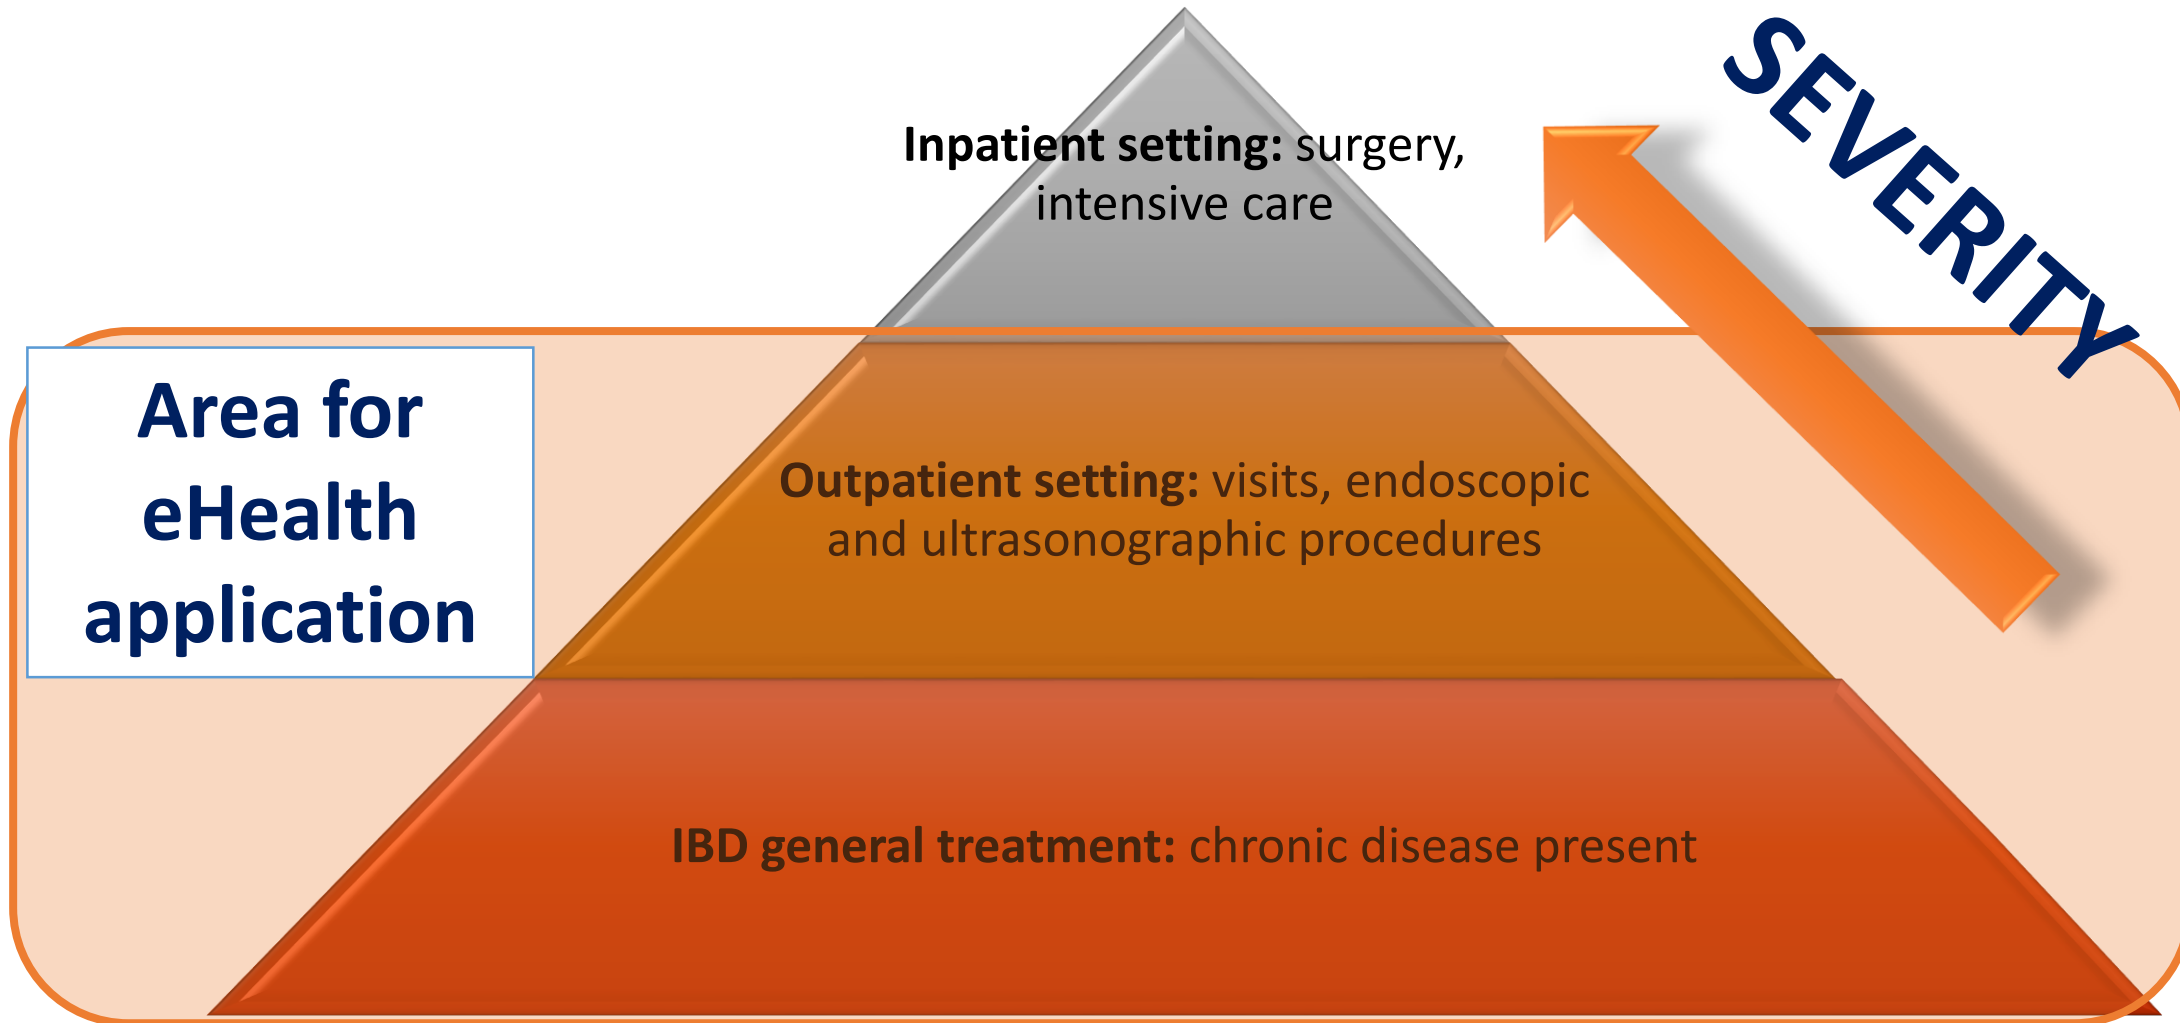 SEVERITY
Inpatient setting: surgery,
intensive care
Area for
eHealth
application
Outpatient setting: visits, endoscopic
and ultrasonographic procedures
IBD general treatment: chronic disease present